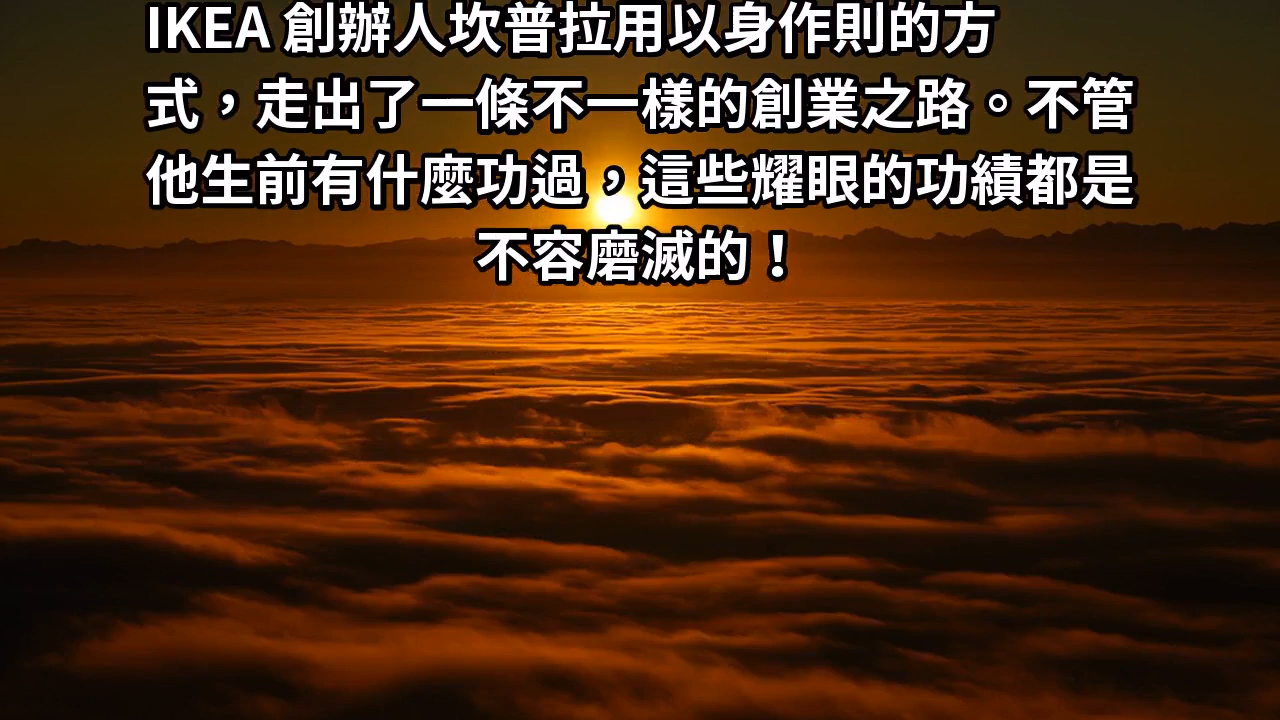 IKEA 創辦人坎普拉用以身作則的方
式，走出了一條不一樣的創業之路。不管
他生前有什麼功過，這些耀眼的功績都是
不容磨滅的！